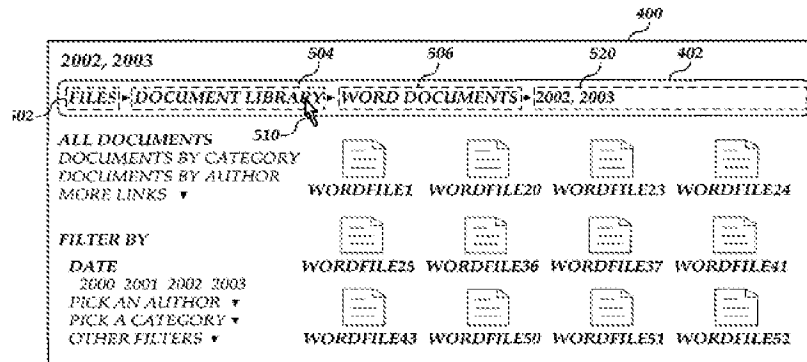 400
2002, 2003
504 506 520 402
FILES ▸ DOCUMENT LIBRARY ▸ WORD DOCUMENTS ▸ 2002, 2003
502
510
ALL DOCUMENTS
DOCUMENTS BY CATEGORY
DOCUMENTS BY AUTHOR
MORE LINKS ▼
WORDFILE1 WORDFILE20 WORDFILE23 WORDFILE24
FILTER BY
DATE
2000 2001 2002 2003
WORDFILE25 WORDFILE36 WORDFILE37 WORDFILE41
PICK AN AUTHOR ▼
PICK A CATEGORY ▼
OTHER FILTERS ▼
WORDFILE43 WORDFILE50 WORDFILE51 WORDFILE52